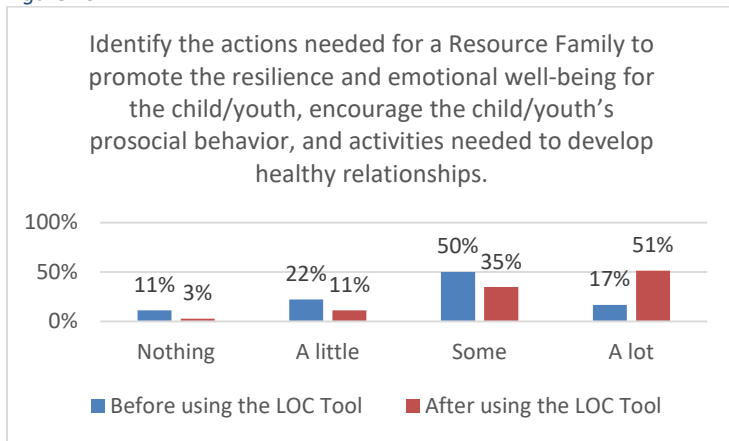 Identify the actions needed for a Resource Family to
promote the resilience and emotional well-being for
the child/youth, encourage the child/youth's
prosocial behavior, and activities needed to develop
healthy relationships.
100%
50%
0%
11% 3% 22% 11% 50% 35% 17% 51%
Nothing A little Some A lot
Before using the LOC Tool After using the LOC Tool